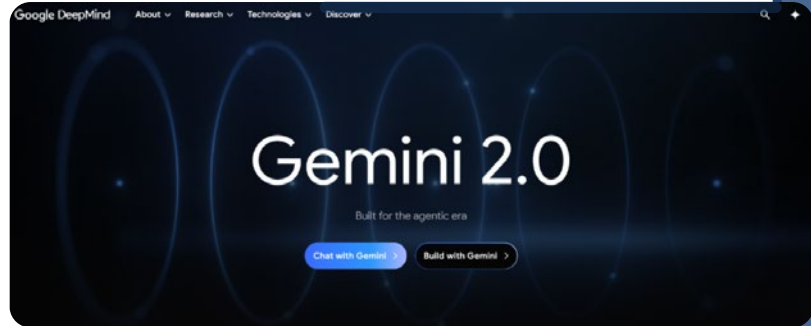 Google DeepMind About Research Technologies Discover
Gemini 2.0
Built for the agentic era
Chat with Gemini Build with Gemini